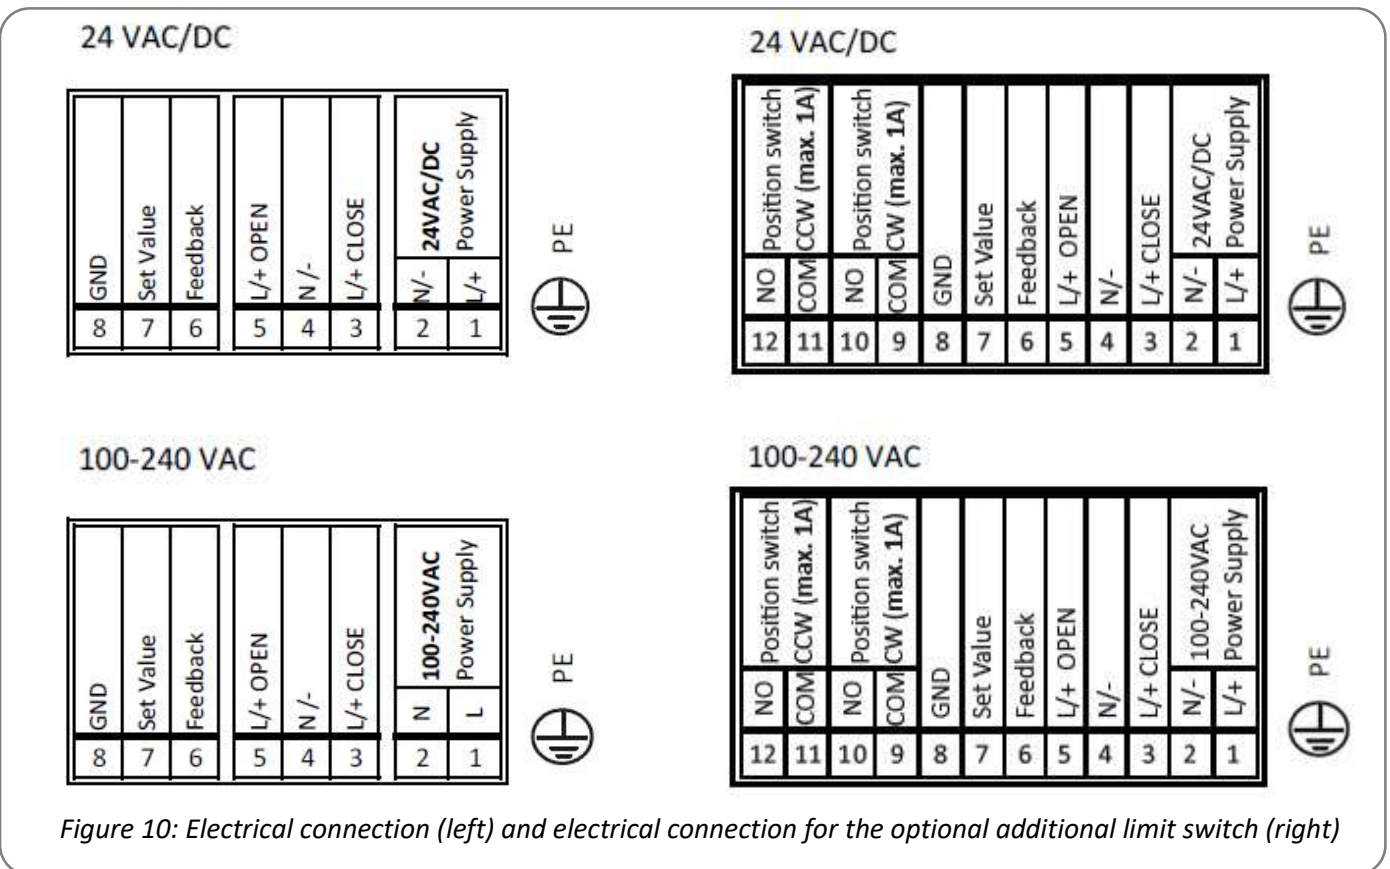 24 VAC/DC
GND
Set Value
Feedback
L/+ OPEN
N/-
L/+ CLOSE
24VAC/DC
Power Supply
N/-
L/+
8 7 6 5 4 3 2 1
PE
24 VAC/DC
Position switch
CCW (max. 1A)
Position switch
CW (max. 1A)
NO
COM
NO
COM
GND
Set Value
Feedback
L/+ OPEN
N/-
L/+ CLOSE
24VAC/DC
Power Supply
N/-
L/+
12 11 10 9 8 7 6 5 4 3 2 1
PE
100-240 VAC
GND
Set Value
Feedback
L/+ OPEN
N/-
L/+ CLOSE
100-240VAC
Power Supply
N
L
8 7 6 5 4 3 2 1
PE
100-240 VAC
Position switch
CCW (max. 1A)
Position switch
CW (max. 1A)
NO
COM
NO
COM
GND
Set Value
Feedback
L/+ OPEN
N/-
L/+ CLOSE
100-240VAC
Power Supply
N/-
L/+
12 11 10 9 8 7 6 5 4 3 2 1
PE
Figure 10: Electrical connection (left) and electrical connection for the optional additional limit switch (right)